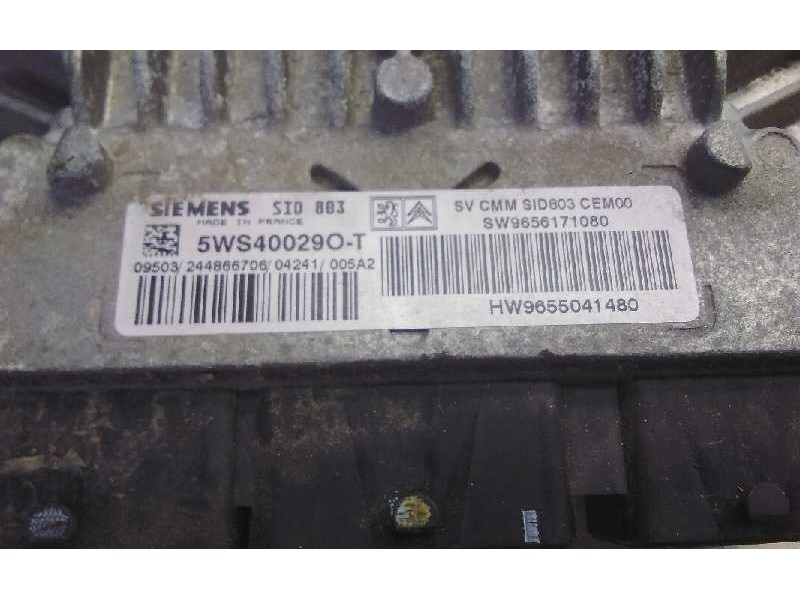 SIEMENS SID 803
MADE IN FRANCE
5WS40029O-T
09503/244866706/04241/005A2
SV CMM SID803 CEM00
SW9656171080
HW9655041480